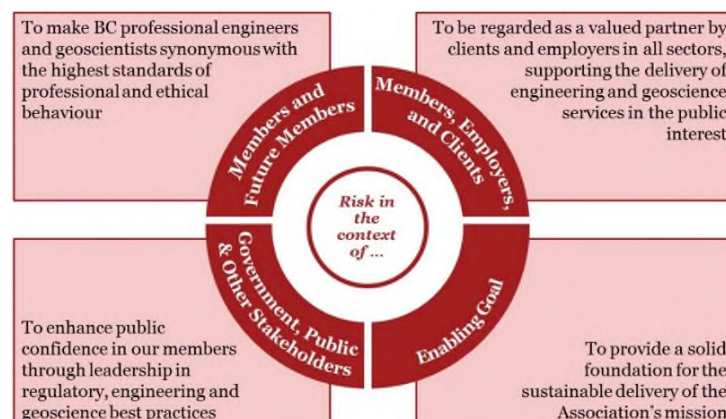 To make BC professional engineers
and geoscientists synonymous with
the highest standards of
professional and ethical
behaviour
To be regarded as a valued partner by
clients and employers in all sectors,
supporting the delivery of
engineering and geoscience
services in the public
interest
Members and
Future Members
Members, Employers,
and Clients
Risk in
the
context
of ...
Government, Public
& Other Stakeholders
Enabling Goal
To enhance public
confidence in our members
through leadership in
regulatory, engineering and
geoscience best practices
To provide a solid
foundation for the
sustainable delivery of the
Association's mission